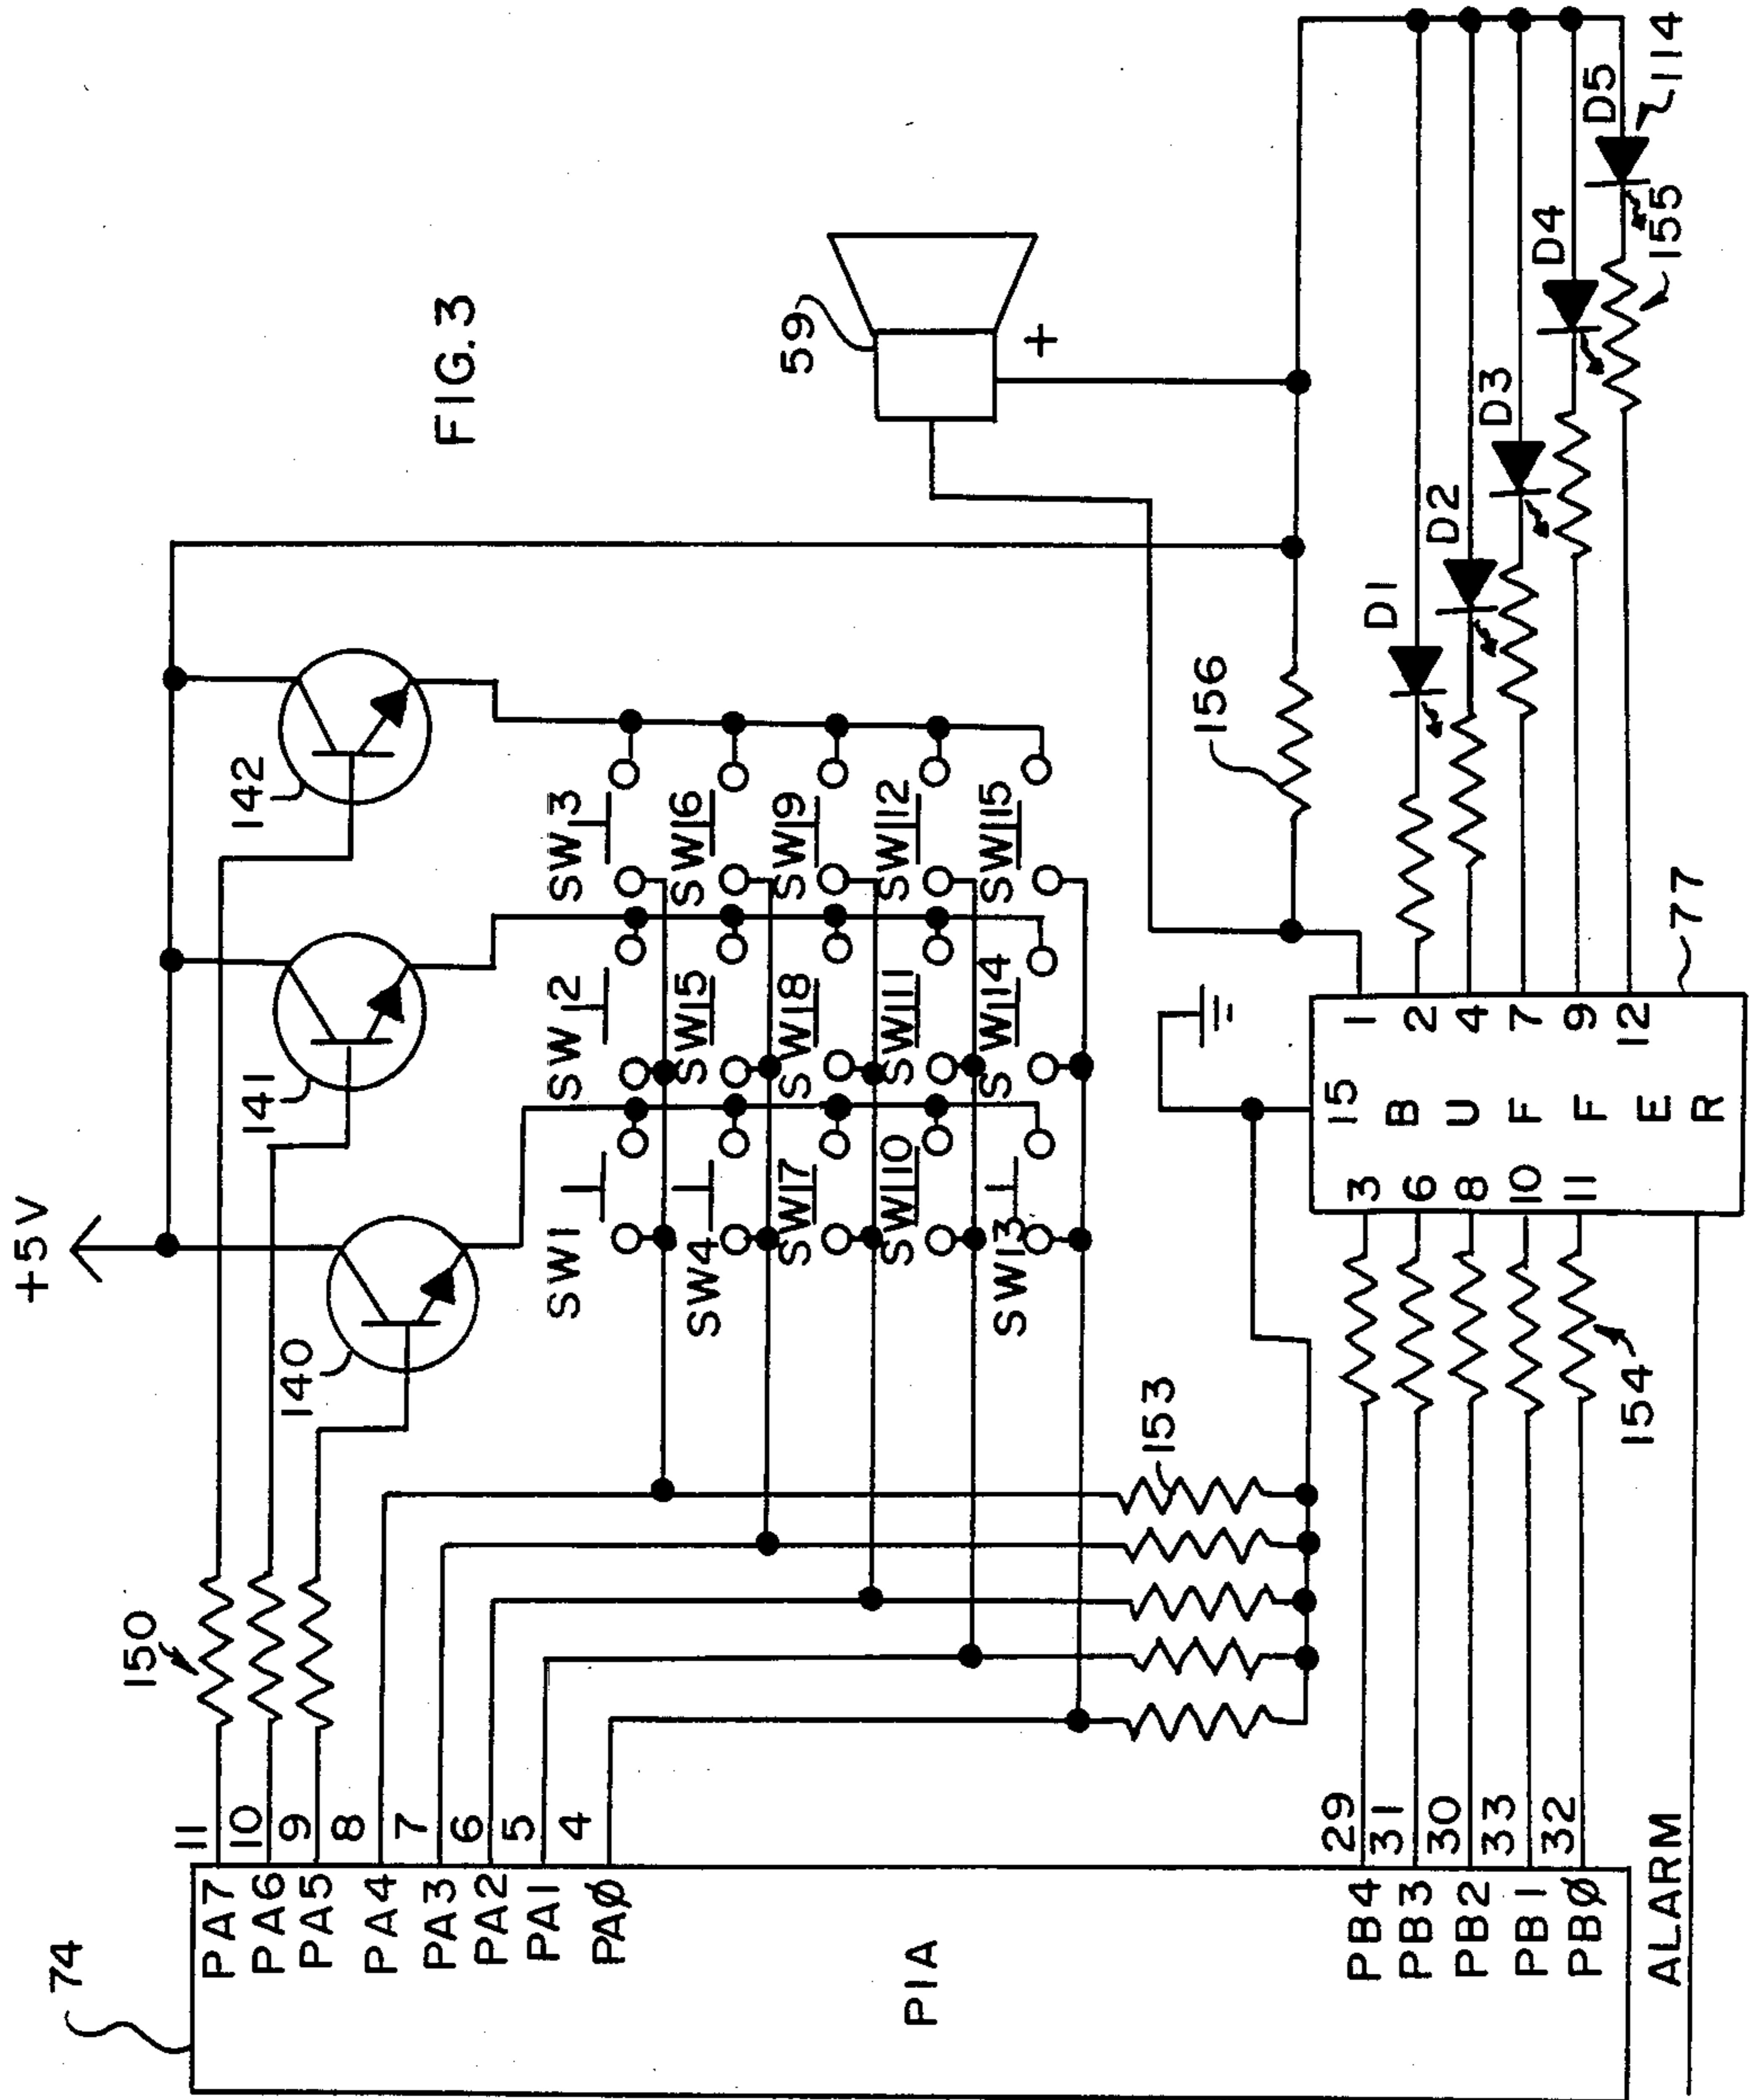 FIG. 3
+5V
74
150
140
141
142
59
+
11
PA7
10
PA6
9
PA5
8
PA4
7
PA3
6
PA2
5
PA1
4
PAØ
PIA
SW1
SW2
SW3
SW4
SW5
SW6
SW7
SW8
SW9
SW10
SW11
SW12
SW13
SW14
SW15
153
156
D1
D2
D3
D4
D5
114
155
29
PB4
31
PB3
30
PB2
33
PB1
32
PBØ
154
3
15
1
6
B
2
8
U
4
10
F
7
11
F
9
E
12
R
77
ALARM